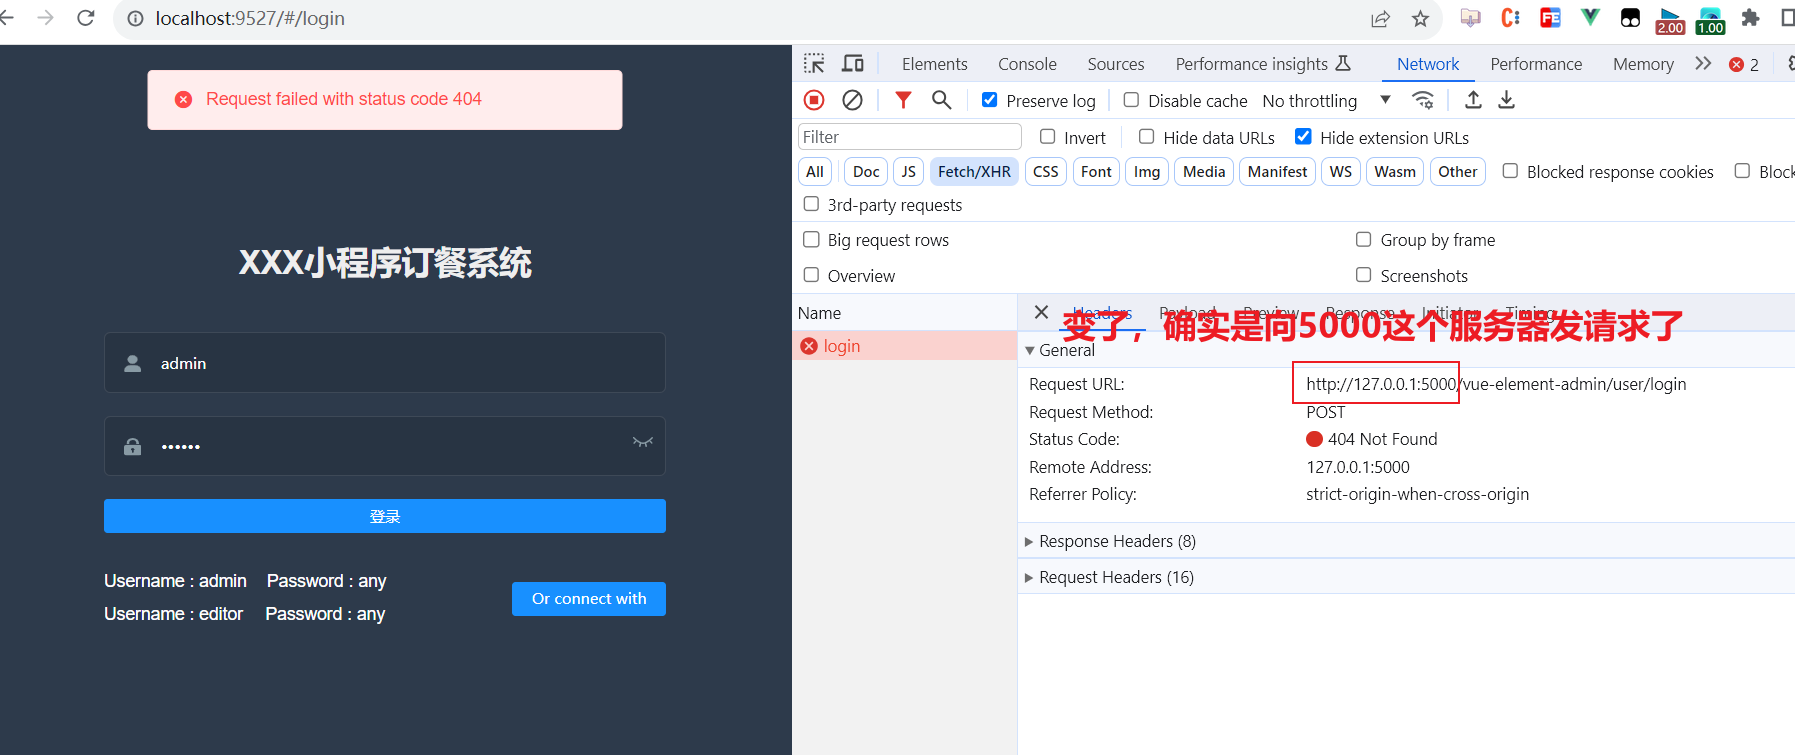 localhost:9527/#/login
2.00
1.00
Request failed with status code 404
XXX小程序订餐系统
admin
••••••
登录
Username : admin Password : any
Username : editor Password : any
Or connect with
Elements Console Sources Performance insights Network Performance Memory 2
Preserve log Disable cache No throttling
Filter Invert Hide data URLs Hide extension URLs
All Doc JS Fetch/XHR CSS Font Img Media Manifest WS Wasm Other Blocked response cookies Block
3rd-party requests
Big request rows Group by frame
Overview Screenshots
Name Headers Payload Preview Response Initiator Timing
变了，确实是向5000这个服务器发请求了
login
General
Request URL: http://127.0.0.1:5000/vue-element-admin/user/login
Request Method: POST
Status Code: 404 Not Found
Remote Address: 127.0.0.1:5000
Referrer Policy: strict-origin-when-cross-origin
Response Headers (8)
Request Headers (16)